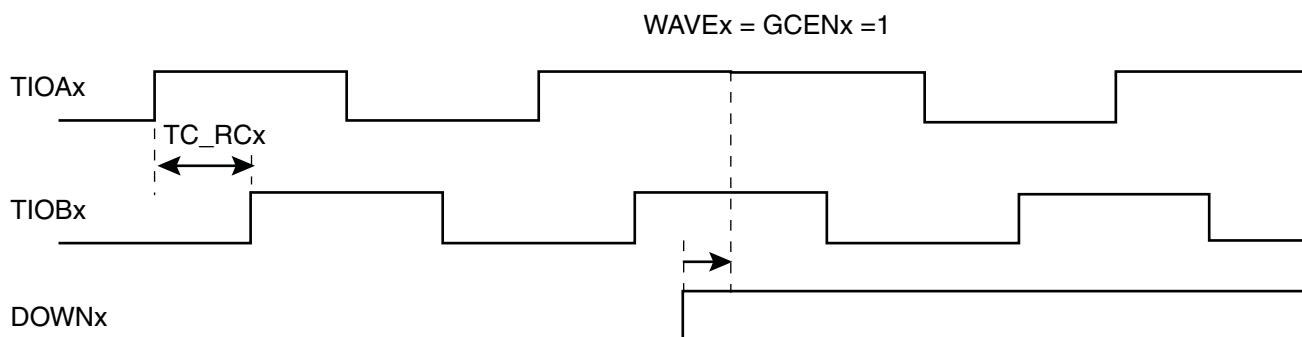 WAVEx = GCENx =1
TIOAx
TC_RCx
TIOBx
DOWNx